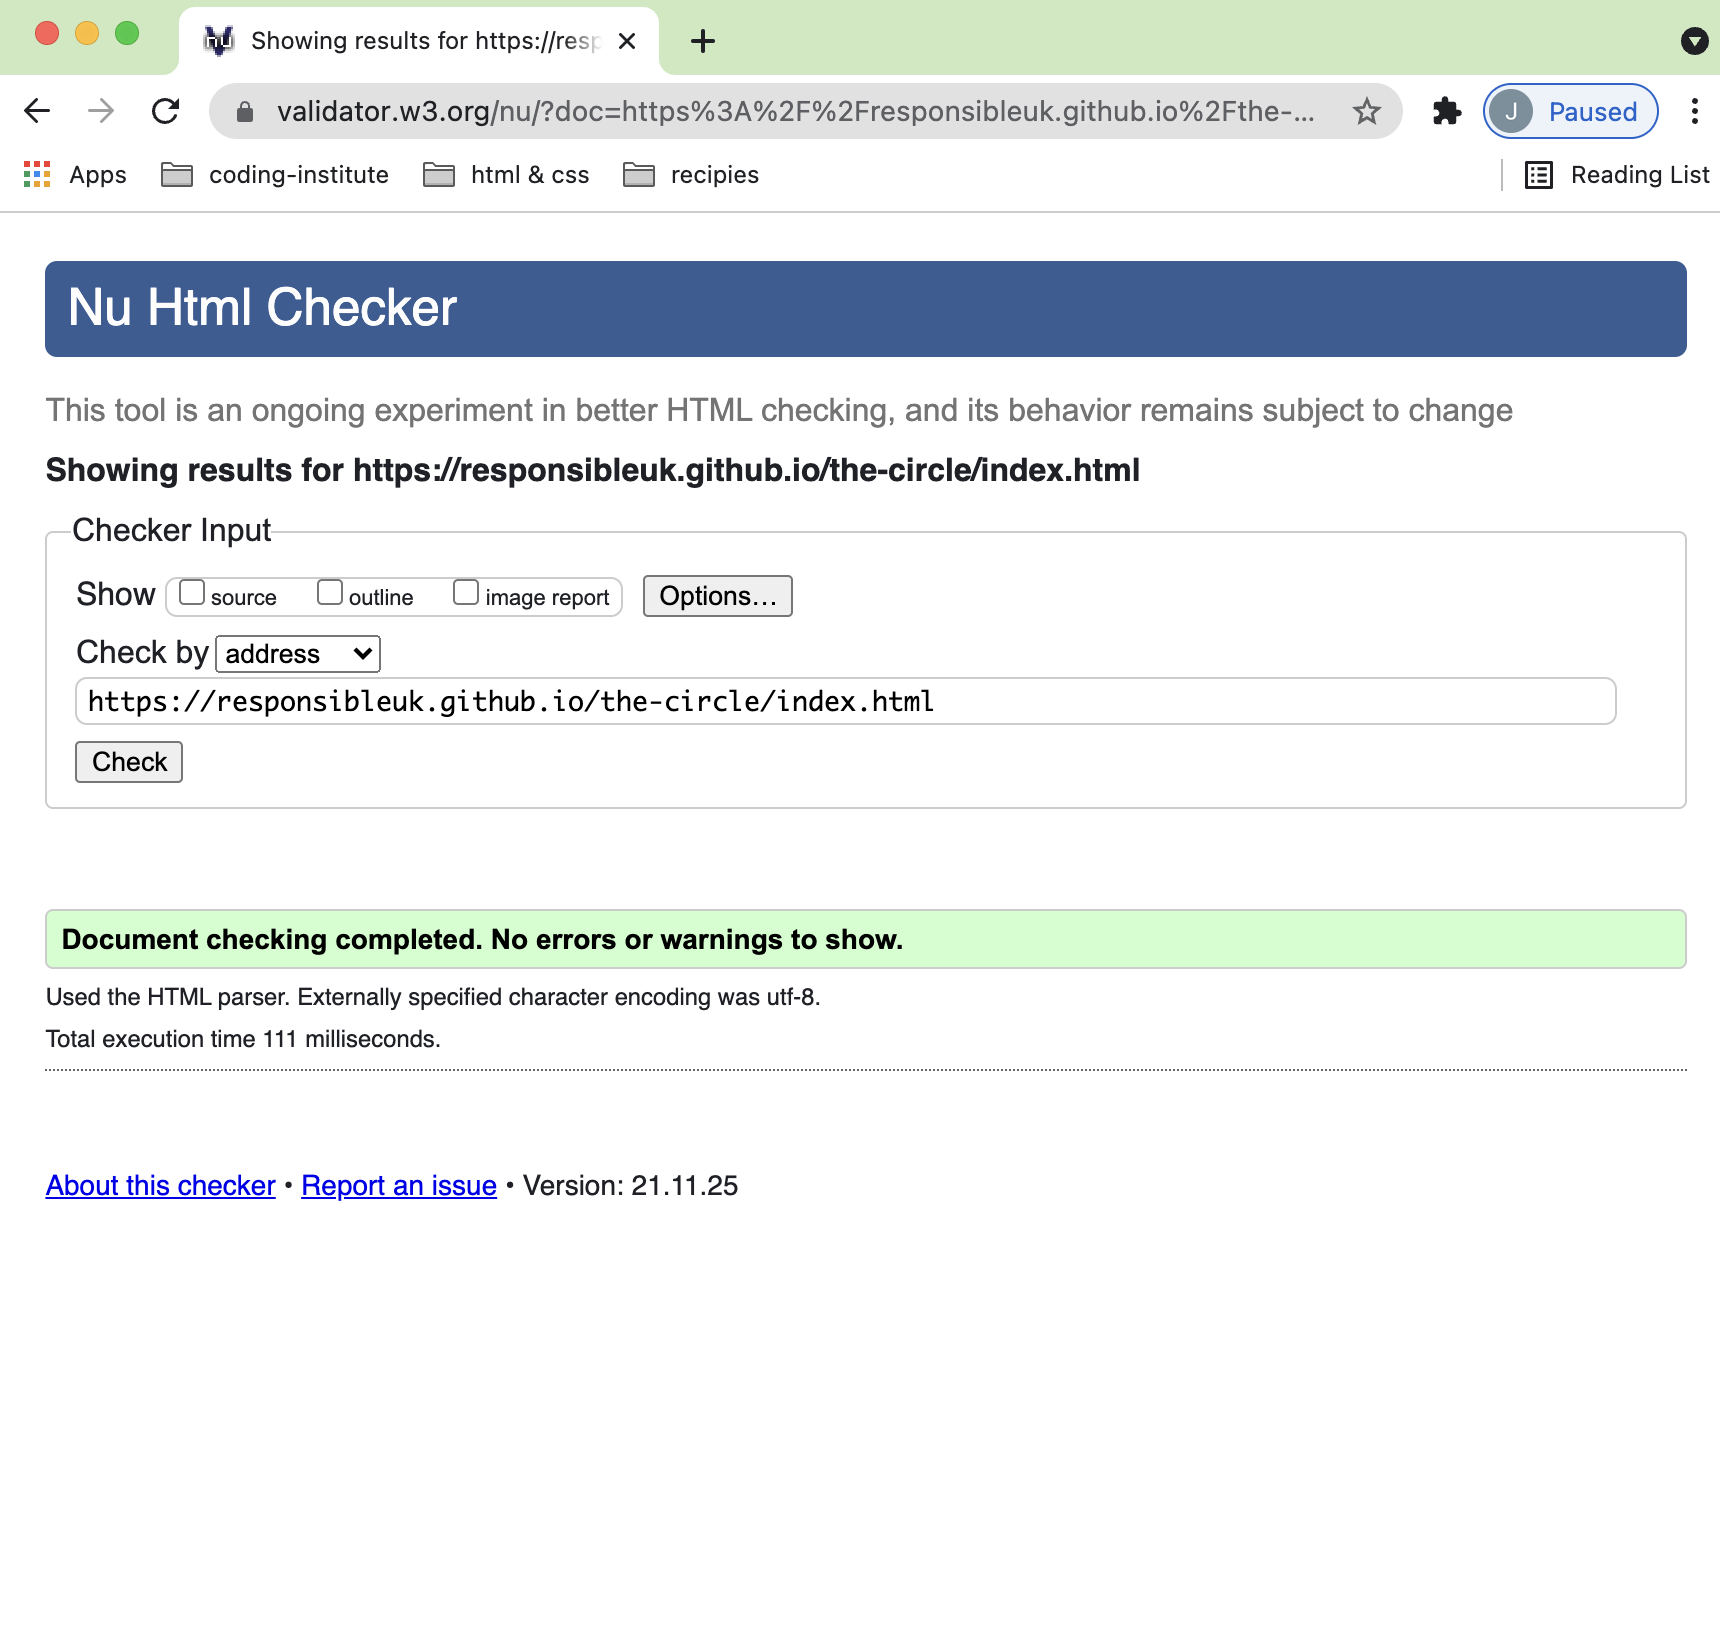 nu Showing results for https://resp
validator.w3.org/nu/?doc=https%3A%2F%2Fresponsibleuk.github.io%2Fthe-...
J Paused
Apps coding-institute html & css recipies Reading List
Nu Html Checker
This tool is an ongoing experiment in better HTML checking, and its behavior remains subject to change
Showing results for https://responsibleuk.github.io/the-circle/index.html
Checker Input
Show source outline image report Options...
Check by address
https://responsibleuk.github.io/the-circle/index.html
Check
Document checking completed. No errors or warnings to show.
Used the HTML parser. Externally specified character encoding was utf-8.
Total execution time 111 milliseconds.
About this checker • Report an issue • Version: 21.11.25